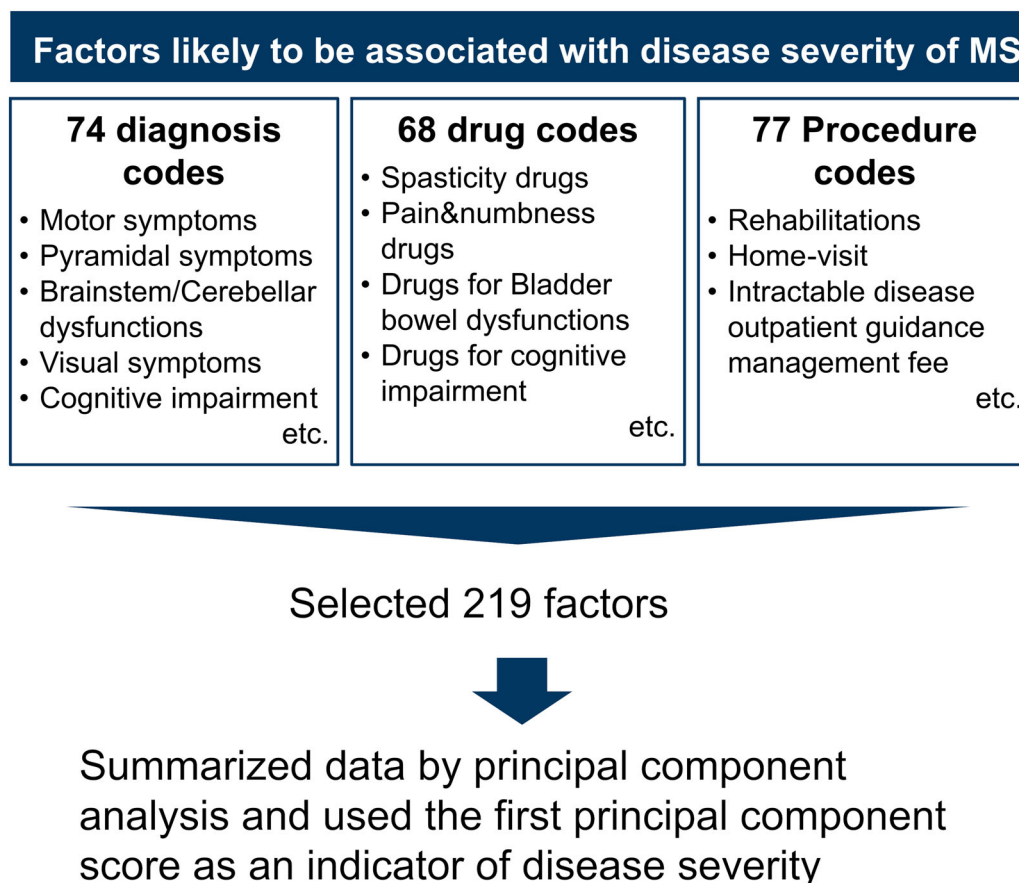 Factors likely to be associated with disease severity of MS
74 diagnosis
codes
• Motor symptoms
• Pyramidal symptoms
• Brainstem/Cerebellar
dysfunctions
• Visual symptoms
• Cognitive impairment
etc.
68 drug codes
• Spasticity drugs
• Pain&numbness
drugs
• Drugs for Bladder
bowel dysfunctions
• Drugs for cognitive
impairment
etc.
77 Procedure
codes
• Rehabilitations
• Home-visit
• Intractable disease
outpatient guidance
management fee
etc.
Selected 219 factors
Summarized data by principal component
analysis and used the first principal component
score as an indicator of disease severity